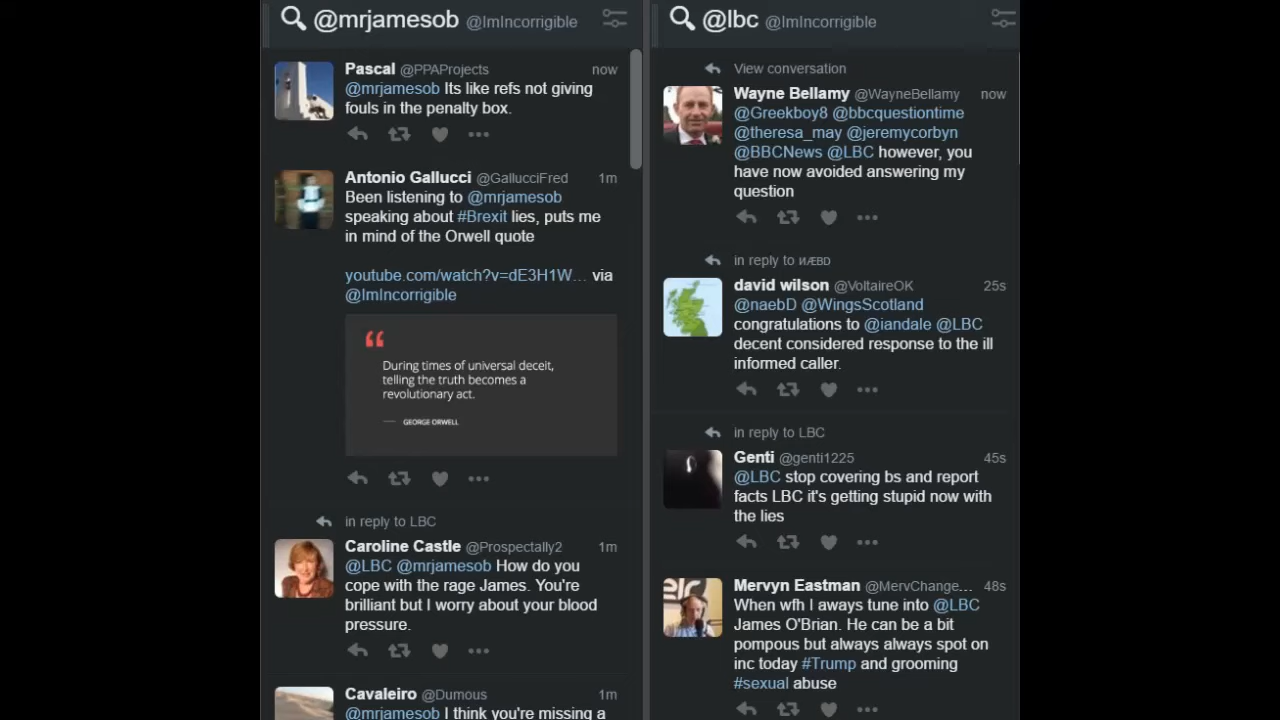 @mrjamesob @ImIncorrigible
Pascal @PPAProjects now
@mrjamesob Its like refs not giving
fouls in the penalty box.
Antonio Gallucci @GallucciFred 1m
Been listening to @mrjamesob
speaking about #Brexit lies, puts me
in mind of the Orwell quote
youtube.com/watch?v=dE3H1W... via
@ImIncorrigible
“
During times of universal deceit,
telling the truth becomes a
revolutionary act.
— GEORGE ORWELL
in reply to LBC
Caroline Castle @Prospectally2 1m
@LBC @mrjamesob How do you
cope with the rage James. You're
brilliant but I worry about your blood
pressure.
Cavaleiro @Dumous 1m
@mrjamesob I think you're missing a
@lbc @ImIncorrigible
View conversation
Wayne Bellamy @WayneBellamy now
@Greekboy8 @bbcquestiontime
@theresa_may @jeremycorbyn
@BBCNews @LBC however, you
have now avoided answering my
question
in reply to ИÆBD
david wilson @VoltaireOK 25s
@naebD @WingsScotland
congratulations to @iandale @LBC
decent considered response to the ill
informed caller.
in reply to LBC
Genti @genti1225 45s
@LBC stop covering bs and report
facts LBC it's getting stupid now with
the lies
Mervyn Eastman @MervChange... 48s
When wfh I aways tune into @LBC
James O'Brian. He can be a bit
pompous but always always spot on
inc today #Trump and grooming
#sexual abuse